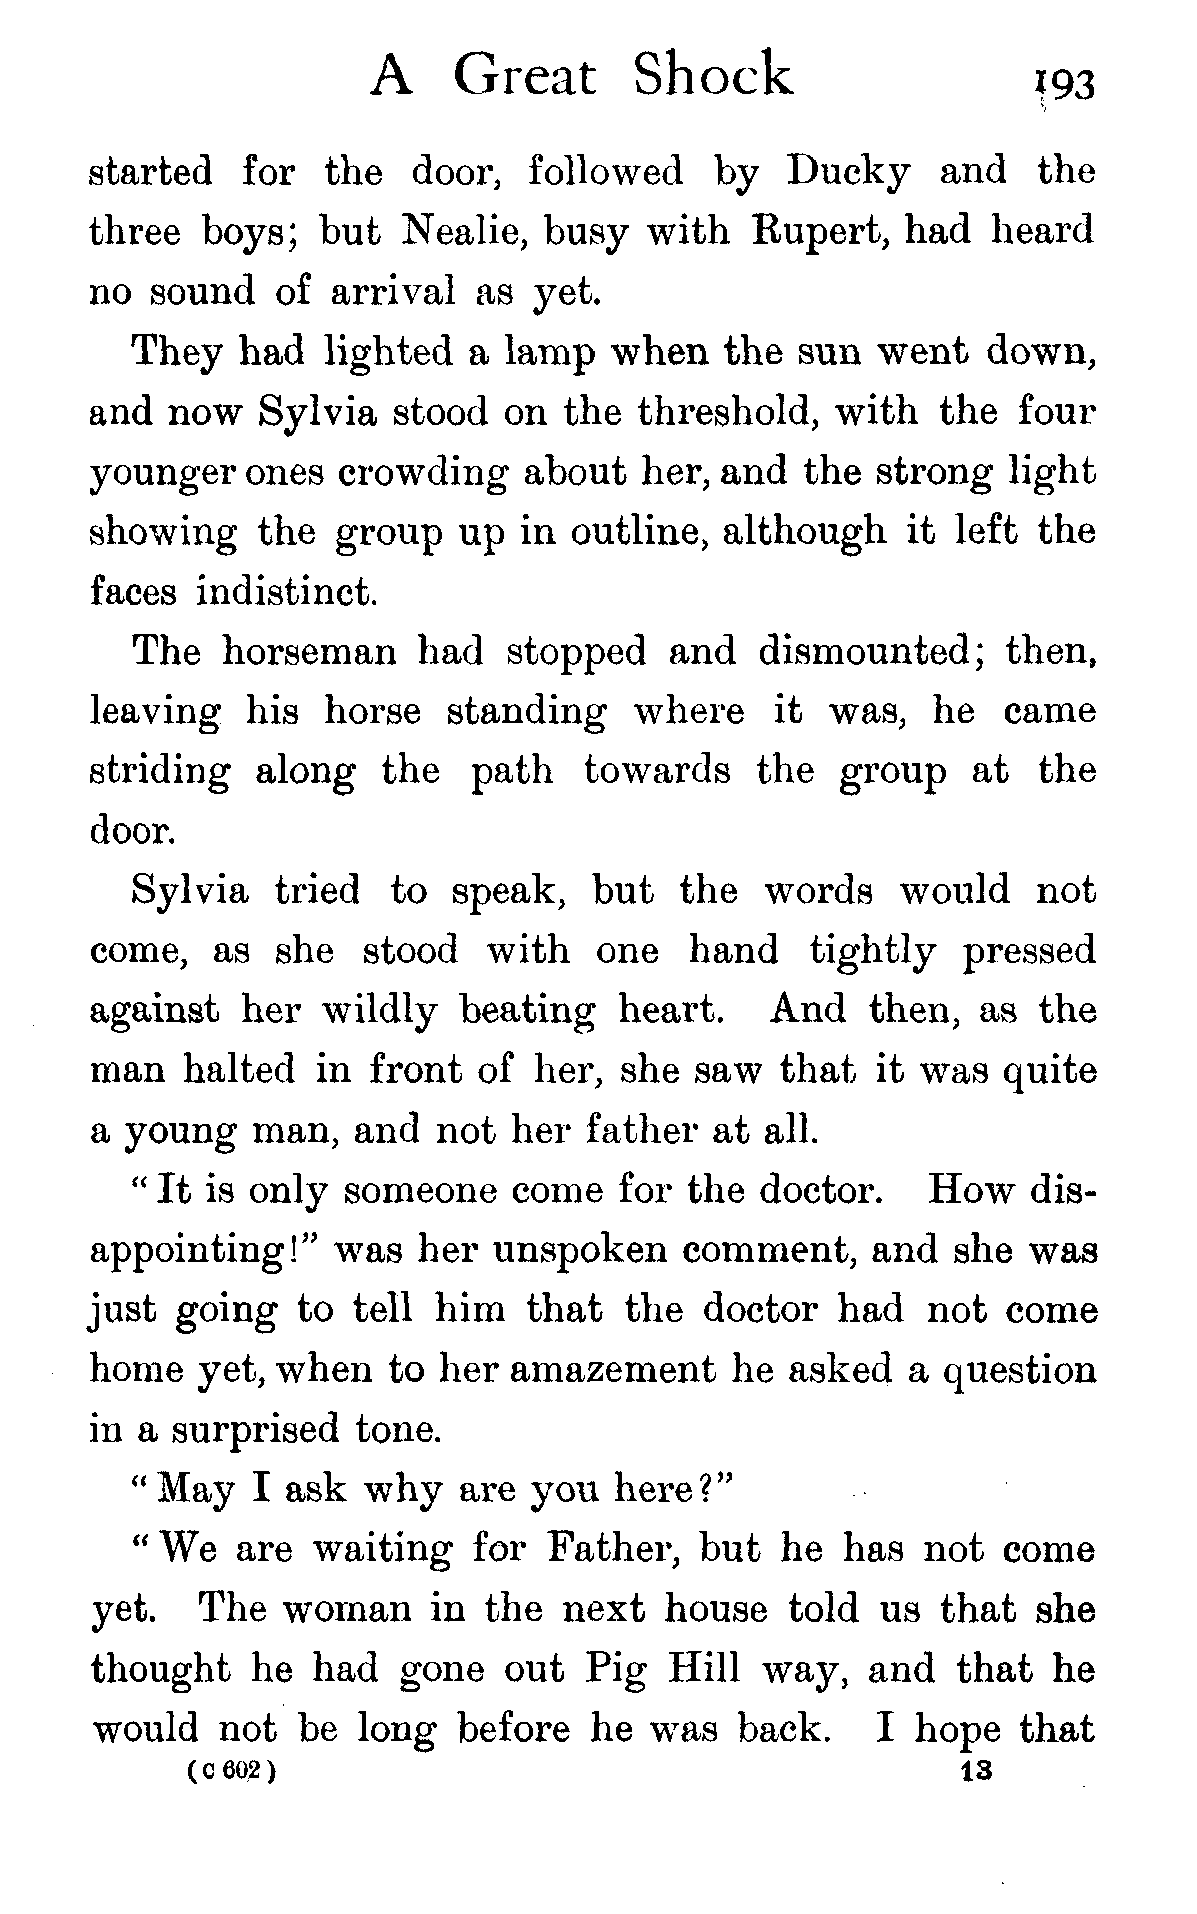 A Great Shock 193
started for the door, followed by Ducky and the
three boys; but Nealie, busy with Rupert, had heard
no sound of arrival as yet.
They had lighted a lamp when the sun went down,
and now Sylvia stood on the threshold, with the four
younger ones crowding about her, and the strong light
showing the group up in outline, although it left the
faces indistinct.
The horseman had stopped and dismounted; then,
leaving his horse standing where it was, he came
striding along the path towards the group at the
door.
Sylvia tried to speak, but the words would not
come, as she stood with one hand tightly pressed
against her wildly beating heart. And then, as the
man halted in front of her, she saw that it was quite
a young man, and not her father at all.
“It is only someone come for the doctor. How dis-
appointing!” was her unspoken comment, and she was
just going to tell him that the doctor had not come
home yet, when to her amazement he asked a question
in a surprised tone.
“May I ask why are you here?”
“We are waiting for Father, but he has not come
yet. The woman in the next house told us that she
thought he had gone out Pig Hill way, and that he
would not be long before he was back. I hope that
(C 602) 13